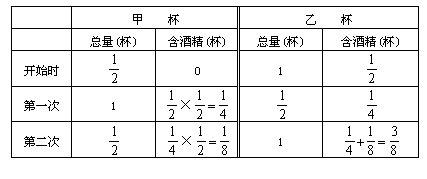 甲 杯 乙 杯
总量(杯) 含酒精(杯) 总量(杯) 含酒精(杯)
开始时 1/2 0 1 1/2
第一次 1 1/2×1/2=1/4 1/2 1/4
第二次 1/2 1/4×1/2=1/8 1 1/4+1/8=3/8